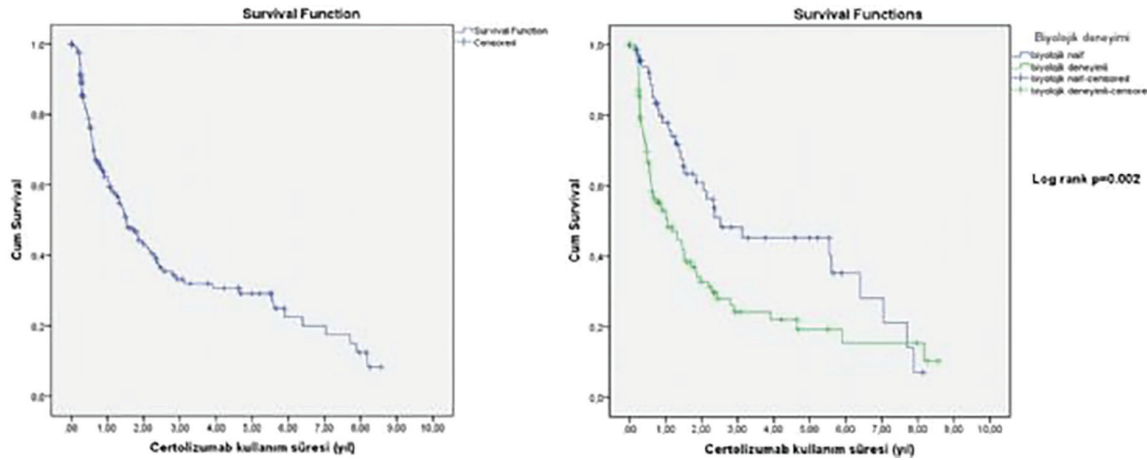 Survival Function
Survival Function
Censored
Cum Survival
1,0
0,8
0,6
0,4
0,2
0,0
,00 1,00 2,00 3,00 4,00 5,00 6,00 7,00 8,00 9,00 10,00
Certolizumab kullanım süresi (yıl)
Survival Functions
Biyolojik deneyimi
biyolojik naif
biyolojik deneyimli
biyolojik naif-censored
biyolojik deneyimli-censore
Log rank p=0.002
Cum Survival
1,0
0,8
0,6
0,4
0,2
0,0
,00 1,00 2,00 3,00 4,00 5,00 6,00 7,00 8,00 9,00 10,00
Certolizumab kullanım süresi (yıl)